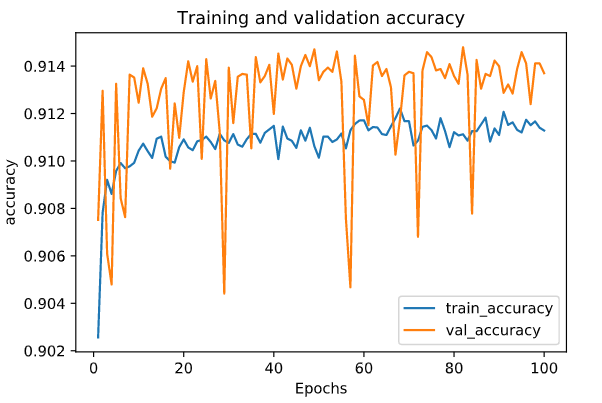 Training and validation accuracy
accuracy
0.914
0.912
0.910
0.908
0.906
0.904
0.902
train_accuracy
val_accuracy
0 20 40 60 80 100
Epochs